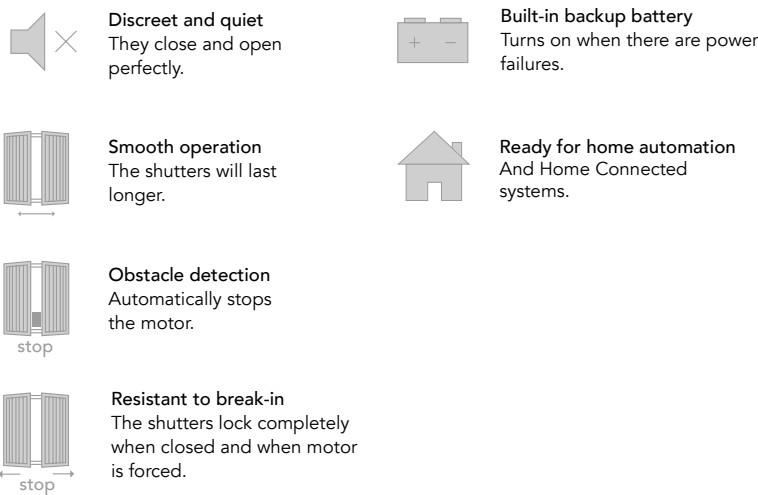 Discreet and quiet
They close and open
perfectly.
Smooth operation
The shutters will last
longer.
Obstacle detection
Automatically stops
the motor.
stop
Resistant to break-in
The shutters lock completely
when closed and when motor
is forced.
stop
Built-in backup battery
Turns on when there are power
failures.
+ −
Ready for home automation
And Home Connected
systems.